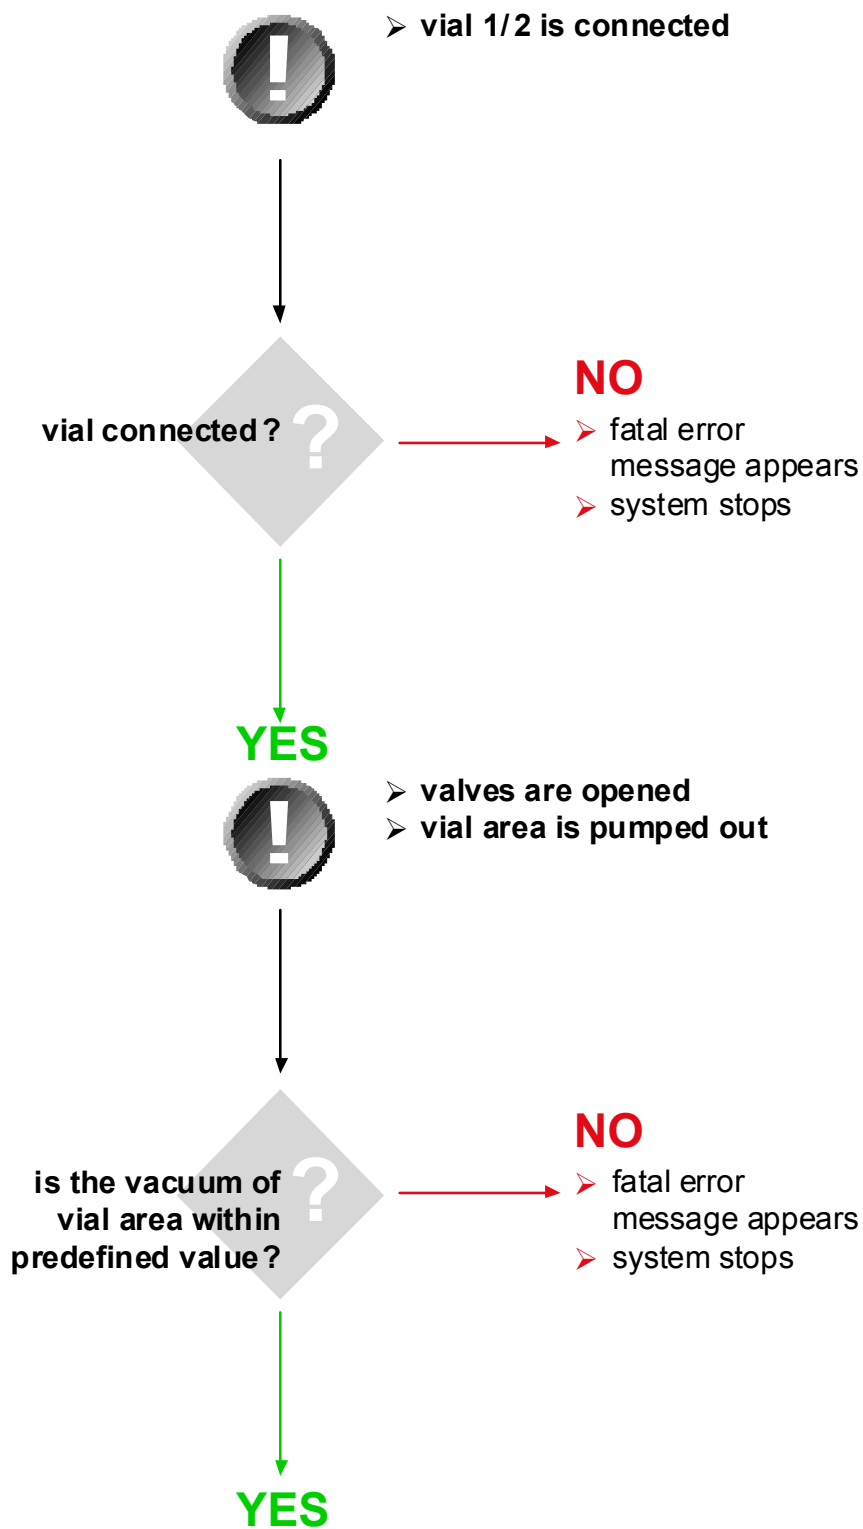 !
➢ vial 1/2 is connected
vial connected?
?
NO
➢ fatal error
message appears
➢ system stops
YES
!
➢ valves are opened
➢ vial area is pumped out
is the vacuum of
vial area within
predefined value?
?
NO
➢ fatal error
message appears
➢ system stops
YES